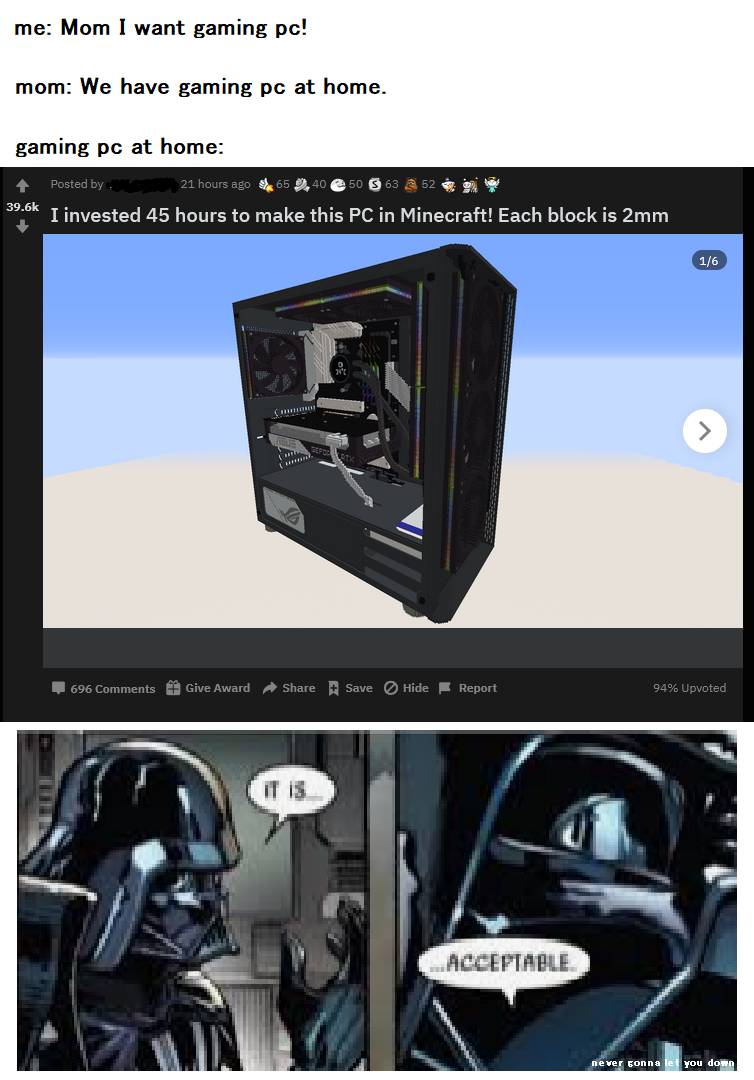 me: Mom I want gaming pc!
mom: We have gaming pc at home.
gaming pc at home:
Posted by 21 hours ago 65 40 50 S 63 52
39.6k
I invested 45 hours to make this PC in Minecraft! Each block is 2mm
1/6
ASUS
GEFORCE RTX
696 Comments Give Award Share Save Hide Report 94% Upvoted
IT IS...
...ACCEPTABLE.
never gonna let you down